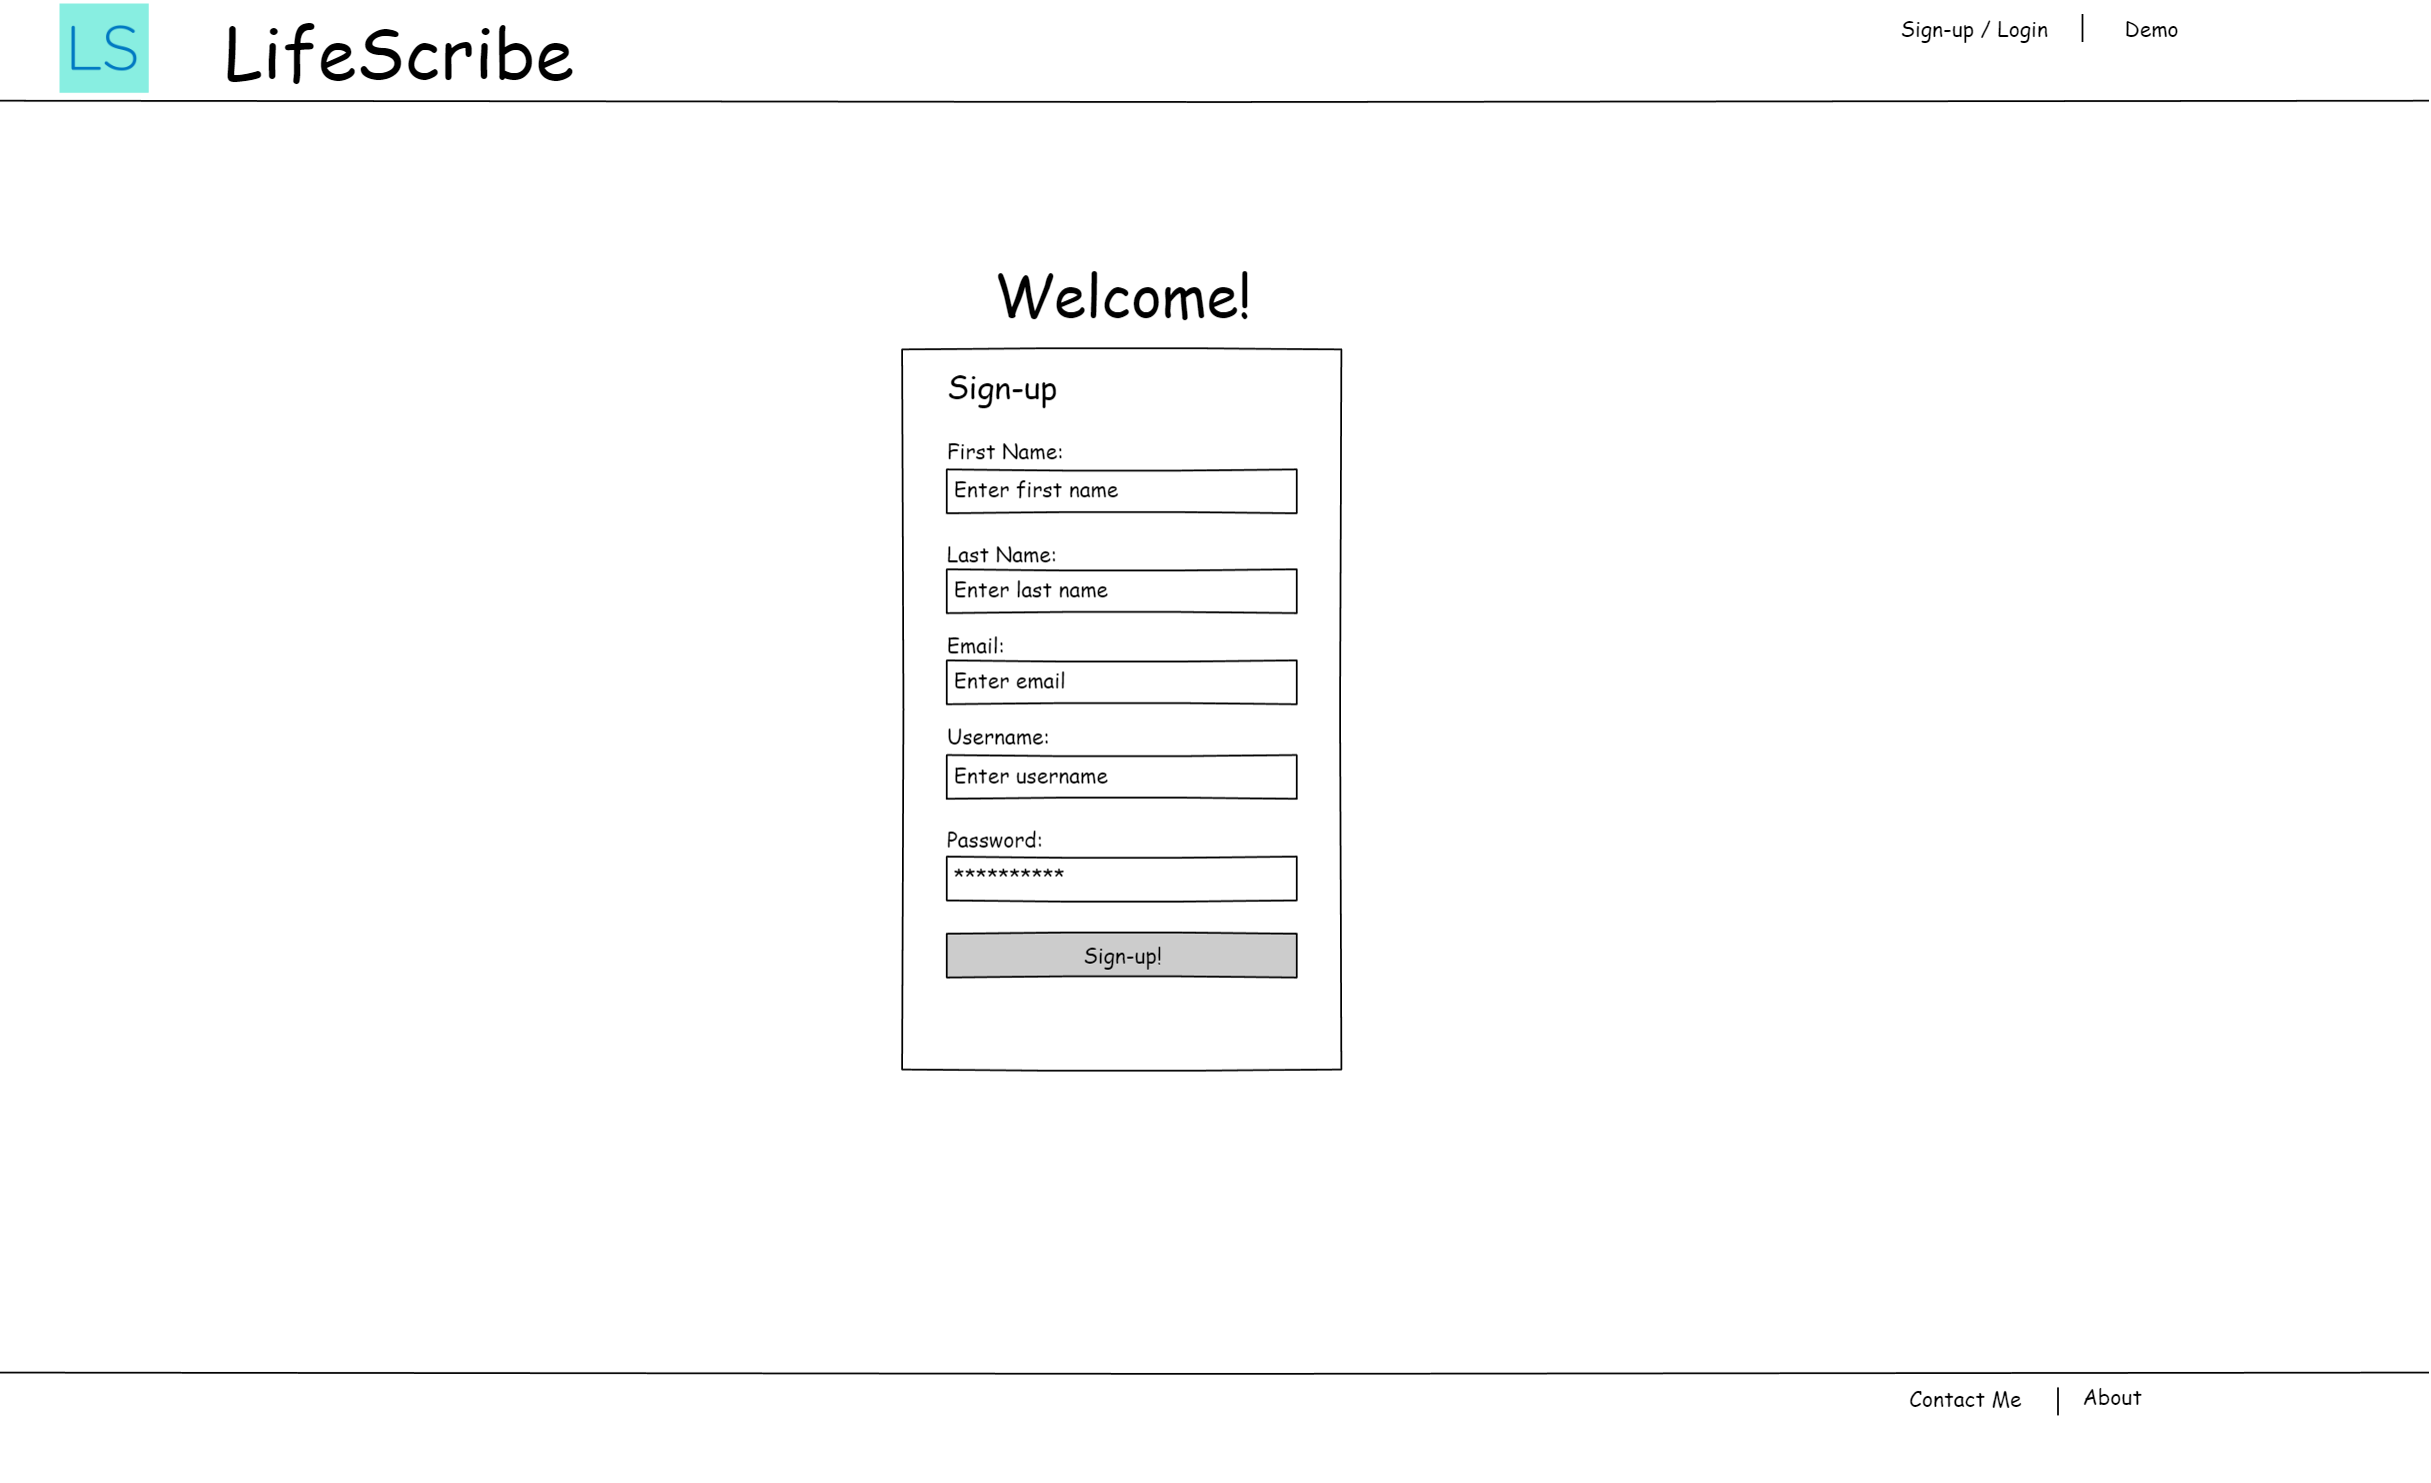 LS
LifeScribe
Sign-up / Login | Demo
Welcome!
Sign-up
First Name:
Enter first name
Last Name:
Enter last name
Email:
Enter email
Username:
Enter username
Password:
**********
Sign-up!
Contact Me | About